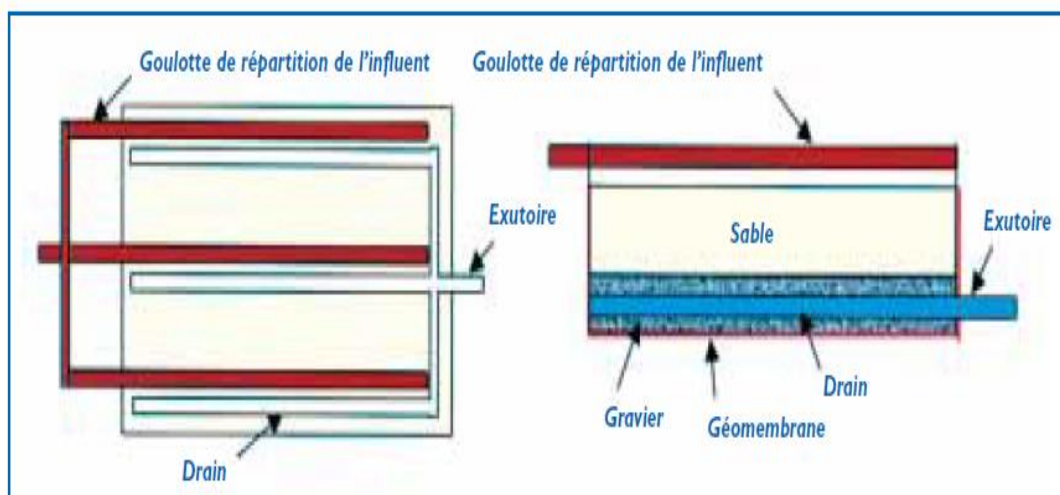 Goulotte de répartition de l'influent
Exutoire
Drain
Goulotte de répartition de l'influent
Sable
Exutoire
Drain
Gravier
Géomembrane